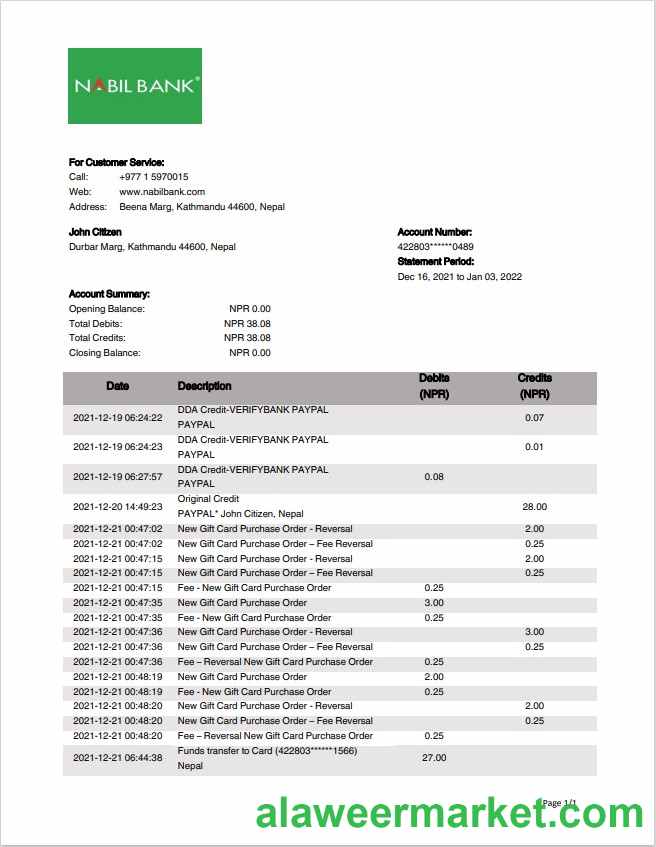 NABIL BANK®
For Customer Service:
Call: +977 1 5970015
Web: www.nabilbank.com
Address: Beena Marg, Kathmandu 44600, Nepal
John Citizen
Durbar Marg, Kathmandu 44600, Nepal
Account Number:
422803******0489
Statement Period:
Dec 16, 2021 to Jan 03, 2022
Account Summary:
Opening Balance: NPR 0.00
Total Debits: NPR 38.08
Total Credits: NPR 38.08
Closing Balance: NPR 0.00
Date Description Debits (NPR) Credits (NPR)
2021-12-19 06:24:22 DDA Credit-VERIFYBANK PAYPAL 0.07
PAYPAL
2021-12-19 06:24:23 DDA Credit-VERIFYBANK PAYPAL 0.01
PAYPAL
2021-12-19 06:27:57 DDA Credit-VERIFYBANK PAYPAL 0.08
PAYPAL
2021-12-20 14:49:23 Original Credit 28.00
PAYPAL* John Citizen, Nepal
2021-12-21 00:47:02 New Gift Card Purchase Order - Reversal 2.00
2021-12-21 00:47:02 New Gift Card Purchase Order – Fee Reversal 0.25
2021-12-21 00:47:15 New Gift Card Purchase Order - Reversal 2.00
2021-12-21 00:47:15 New Gift Card Purchase Order – Fee Reversal 0.25
2021-12-21 00:47:15 Fee - New Gift Card Purchase Order 0.25
2021-12-21 00:47:35 New Gift Card Purchase Order 3.00
2021-12-21 00:47:35 Fee - New Gift Card Purchase Order 0.25
2021-12-21 00:47:36 New Gift Card Purchase Order - Reversal 3.00
2021-12-21 00:47:36 New Gift Card Purchase Order – Fee Reversal 0.25
2021-12-21 00:47:36 Fee – Reversal New Gift Card Purchase Order 0.25
2021-12-21 00:48:19 New Gift Card Purchase Order 2.00
2021-12-21 00:48:19 Fee - New Gift Card Purchase Order 0.25
2021-12-21 00:48:20 New Gift Card Purchase Order - Reversal 2.00
2021-12-21 00:48:20 New Gift Card Purchase Order – Fee Reversal 0.25
2021-12-21 00:48:20 Fee – Reversal New Gift Card Purchase Order 0.25
2021-12-21 06:44:38 Funds transfer to Card (422803******1566) 27.00
Nepal
Page 1/1
alaweermarket.com